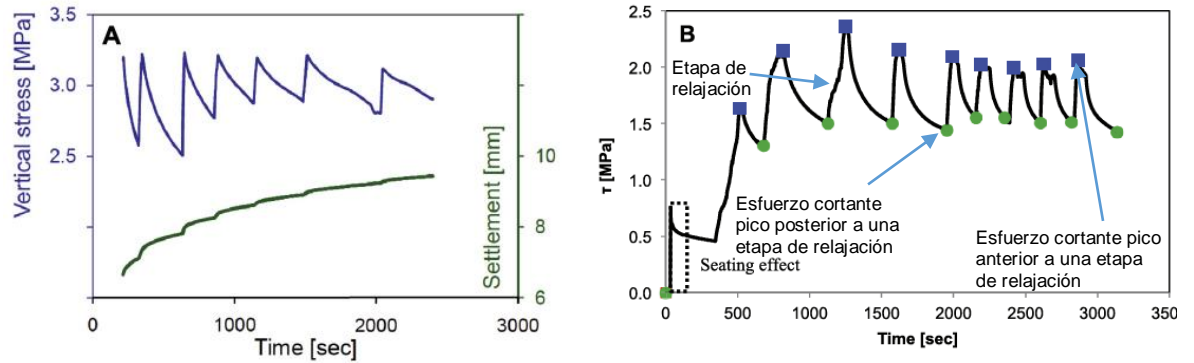 A
Vertical stress [MPa]
3.5
3.0
2.5
Settlement [mm]
10
8
6
0
1000
2000
3000
Time [sec]
B
τ [MPa]
2.5
2.0
1.5
1.0
0.5
0.0
Etapa de
relajación
Esfuerzo cortante
pico posterior a una
etapa de relajación
Esfuerzo cortante pico
anterior a una etapa
de relajación
Seating effect
0
500
1000
1500
2000
2500
3000
350
Time [sec]